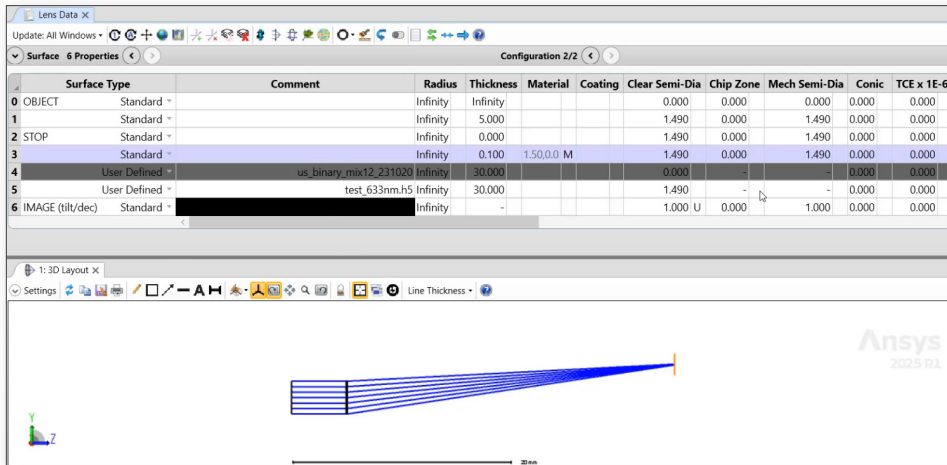 Lens Data ×
Update: All Windows
Surface 6 Properties Configuration 2/2
Surface Type Comment Radius Thickness Material Coating Clear Semi-Dia Chip Zone Mech Semi-Dia Conic TCE x 1E-6
0 OBJECT Standard Infinity Infinity 0.000 0.000 0.000 0.000 0.000
1 Standard Infinity 5.000 1.490 0.000 1.490 0.000 0.000
2 STOP Standard Infinity 0.000 1.490 0.000 1.490 0.000 0.000
3 Standard Infinity 0.100 1.50,0.0 M 1.490 0.000 1.490 0.000 0.000
4 User Defined us_binary_mix12_231020 Infinity 30.000 0.000 - - 0.000 0.000
5 User Defined test_633nm.h5 Infinity 30.000 1.490 - - 0.000 0.000
6 IMAGE (tilt/dec) Standard Infinity - 1.000 U 0.000 1.000 0.000 0.000
1: 3D Layout ×
Settings Line Thickness
Ansys
2025 R1
Y
Z
20 mm